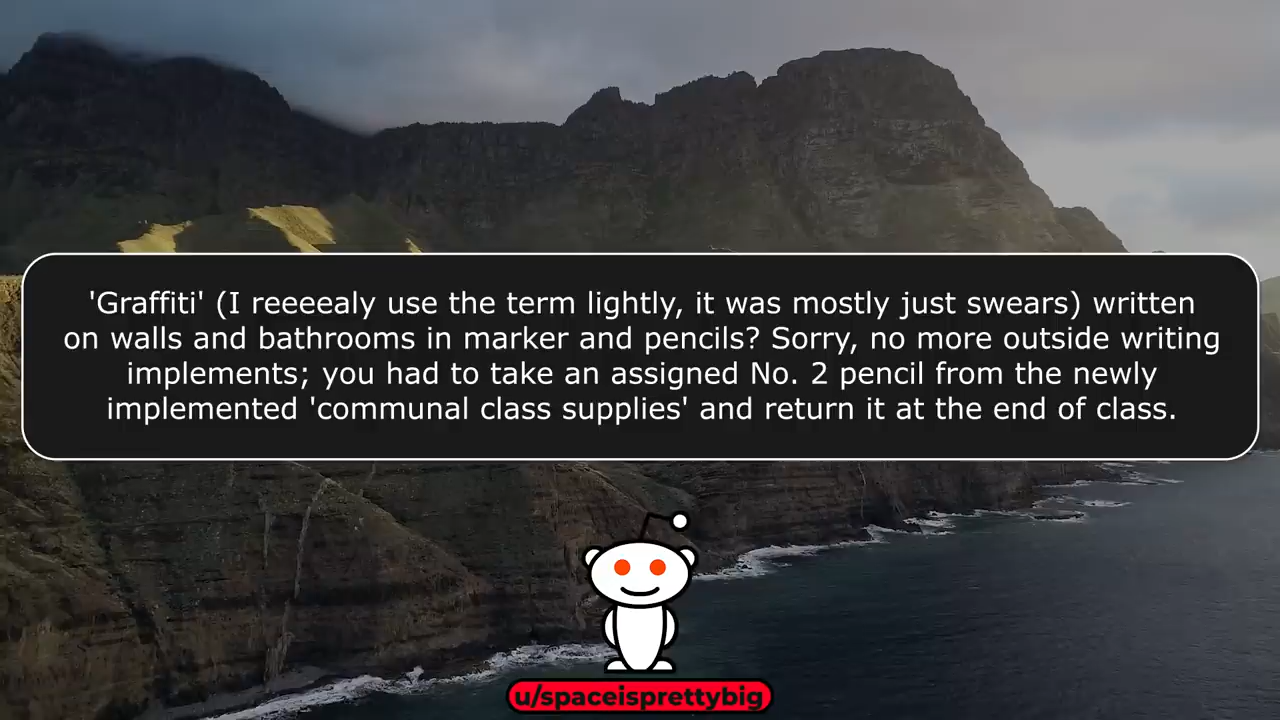 'Graffiti' (I reeeealy use the term lightly, it was mostly just swears) written
on walls and bathrooms in marker and pencils? Sorry, no more outside writing
implements; you had to take an assigned No. 2 pencil from the newly
implemented 'communal class supplies' and return it at the end of class.
u/spaceisprettybig